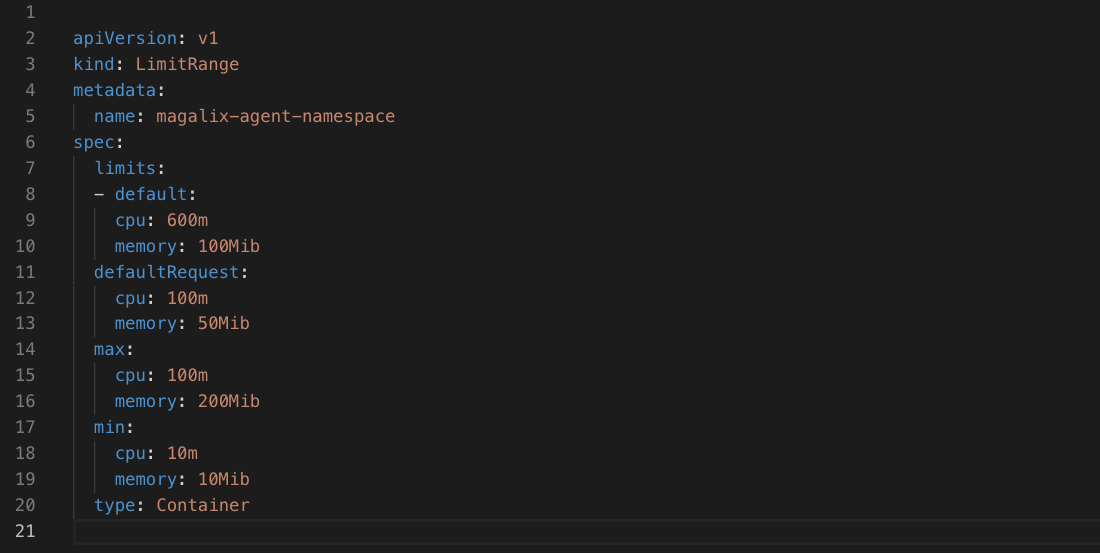 1
2 apiVersion: v1
3 kind: LimitRange
4 metadata:
5   name: magalix-agent-namespace
6 spec:
7   limits:
8   - default:
9     cpu: 600m
10     memory: 100Mib
11   defaultRequest:
12     cpu: 100m
13     memory: 50Mib
14   max:
15     cpu: 100m
16     memory: 200Mib
17   min:
18     cpu: 10m
19     memory: 10Mib
20   type: Container
21